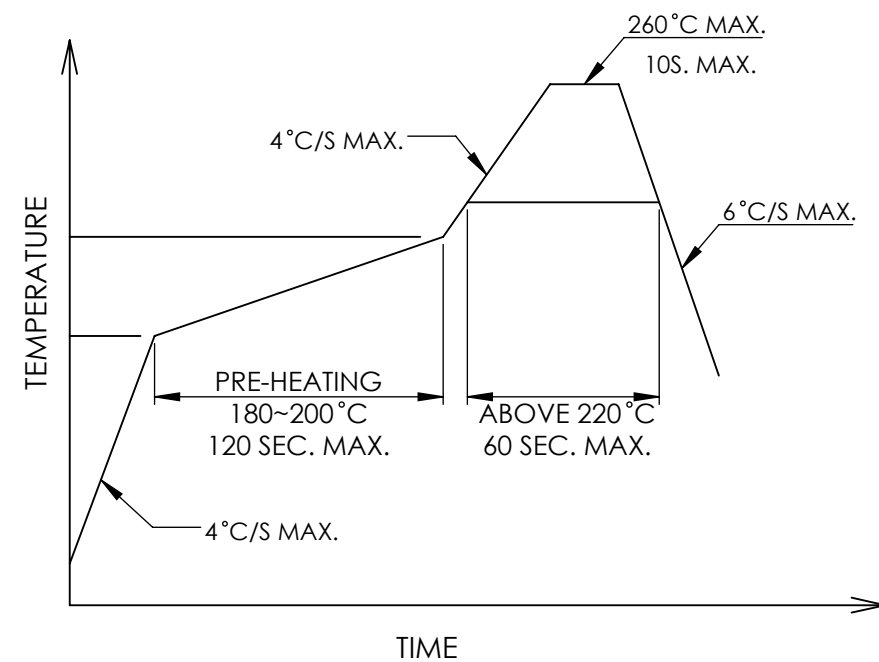 260°C MAX.
10S. MAX.
4°C/S MAX.
6°C/S MAX.
TEMPERATURE
PRE-HEATING
180~200°C
120 SEC. MAX.
ABOVE 220°C
60 SEC. MAX.
4°C/S MAX.
TIME